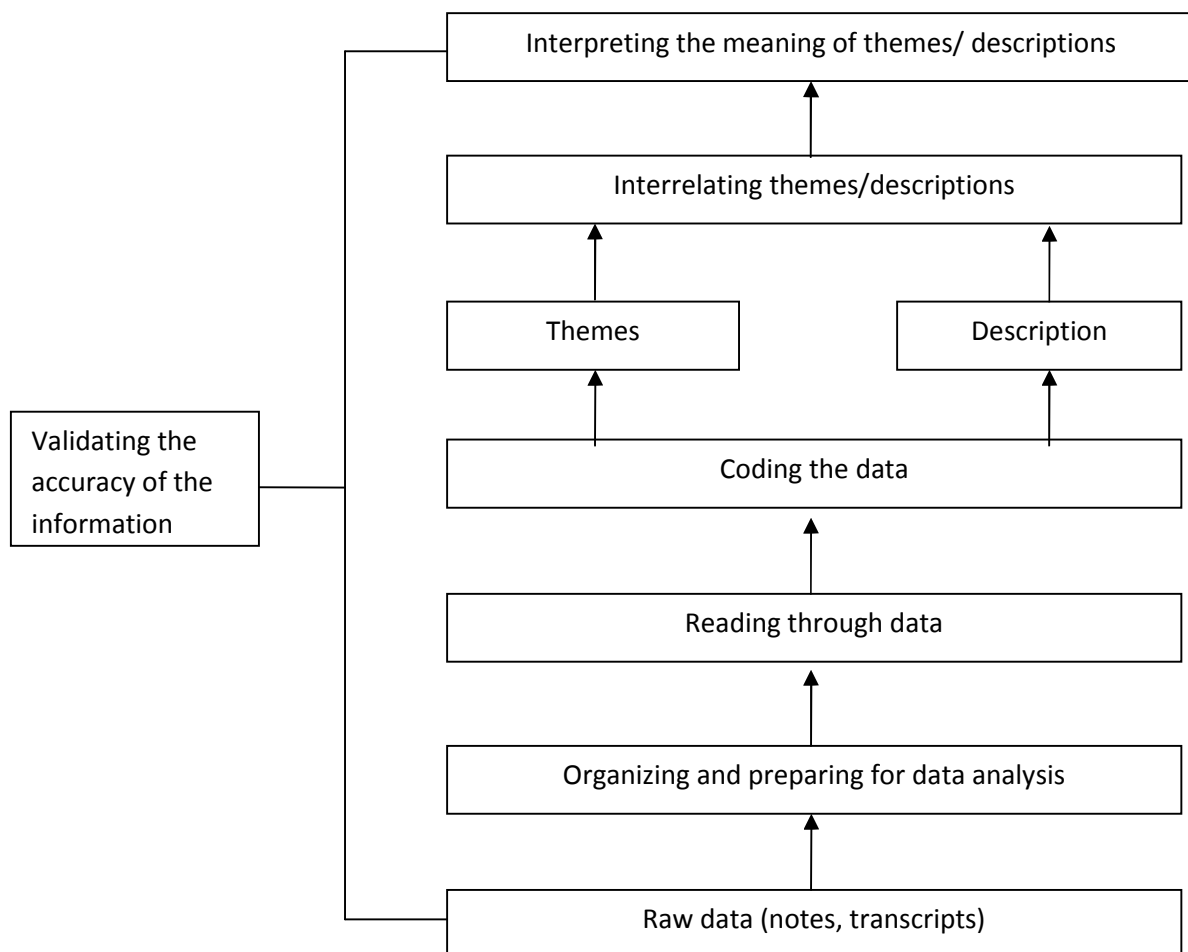 Interpreting the meaning of themes/ descriptions
Interrelating themes/descriptions
Themes
Description
Validating the
accuracy of the
information
Coding the data
Reading through data
Organizing and preparing for data analysis
Raw data (notes, transcripts)